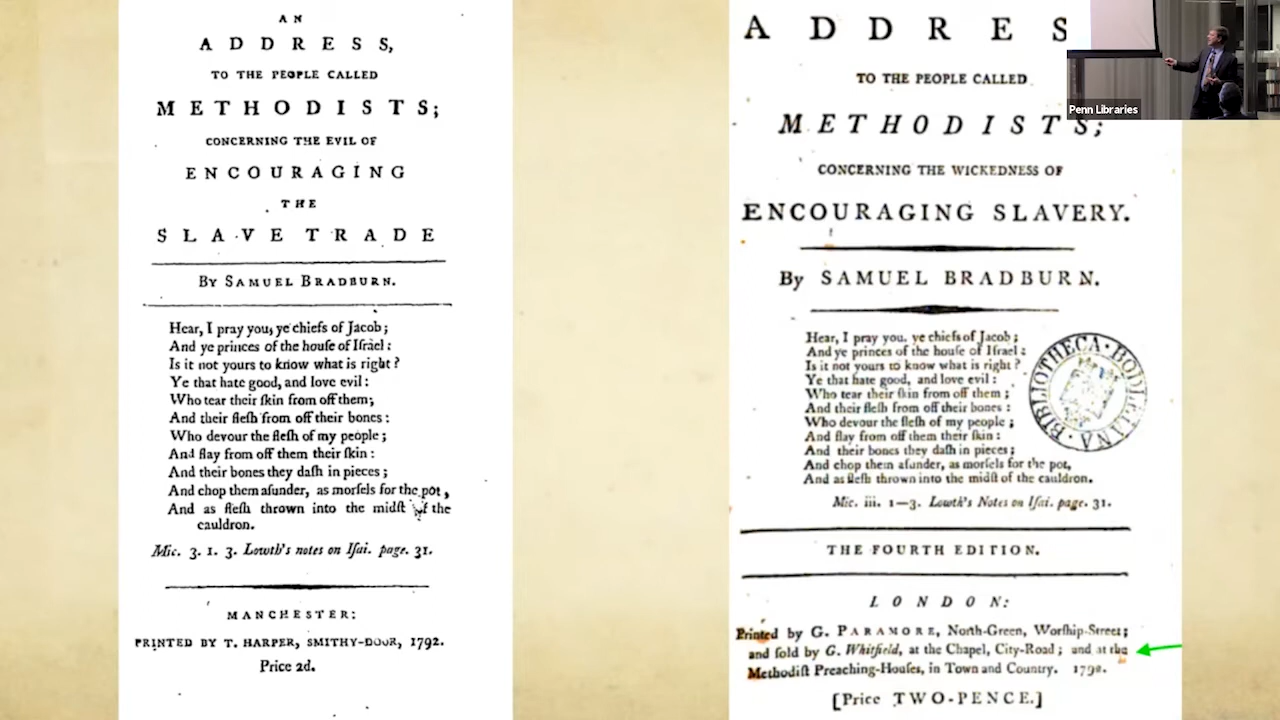 AN
ADDRESS,
TO THE PEOPLE CALLED
METHODISTS;
CONCERNING THE EVIL OF
ENCOURAGING
THE
SLAVE TRADE
By SAMUEL BRADBURN.
Hear, I pray you, ye chiefs of Jacob;
And ye princes of the houſe of Iſrael:
Is it not yours to know what is right?
Ye that hate good, and love evil:
Who tear their ſkin from off them;
And their fleſh from off their bones:
Who devour the fleſh of my people;
And flay from off them their ſkin:
And their bones they daſh in pieces;
And chop them aſunder, as morſels for the pot,
And as fleſh thrown into the midſt of the
cauldron.
Mic. 3. 1. 3. Lowth's notes on Iſai. page. 31.
MANCHESTER:
PRINTED BY T. HARPER, SMITHY-DOOR, 1792.
Price 2d.
ADDRES
TO THE PEOPLE CALLED
METHODISTS;
CONCERNING THE WICKEDNESS OF
ENCOURAGING SLAVERY.
By SAMUEL BRADBURN.
Hear, I pray you, ye chiefs of Jacob;
And ye princes of the houſe of Iſrael:
Is it not yours to know what is right?
Ye that hate good, and love evil:
Who tear their ſkin from off them;
And their fleſh from off their bones:
Who devour the fleſh of my people;
And flay from off them their ſkin:
And their bones they daſh in pieces;
And chop them aſunder, as morſels for the pot,
And as fleſh thrown into the midſt of the cauldron.
Mic. iii. 1—3. Lowth's Notes on Iſai. page. 31.
BIBLIOTHECA BODLEIANA
THE FOURTH EDITION.
LONDON:
Printed by G. PARAMORE, North-Green, Worſhip-Street;
and ſold by G. Whitfield, at the Chapel, City-Road; and at the
Methodiſt Preaching-Houſes, in Town and Country. 1792.
[Price TWO-PENCE.]
Penn Libraries